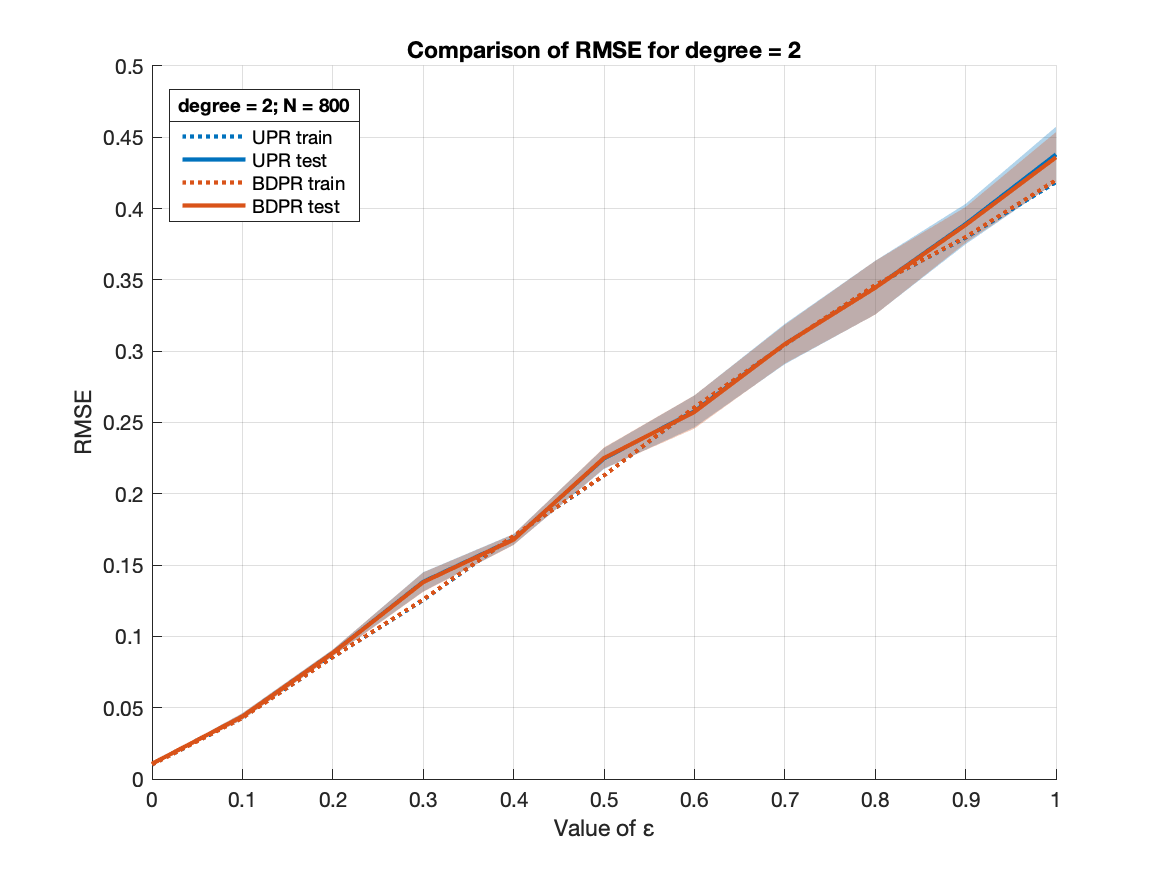 Comparison of RMSE for degree = 2
0.5
0.45
0.4
0.35
0.3
0.25
0.2
0.15
0.1
0.05
0
RMSE
degree = 2; N = 800
UPR train
UPR test
BDPR train
BDPR test
0 0.1 0.2 0.3 0.4 0.5 0.6 0.7 0.8 0.9 1
Value of ε